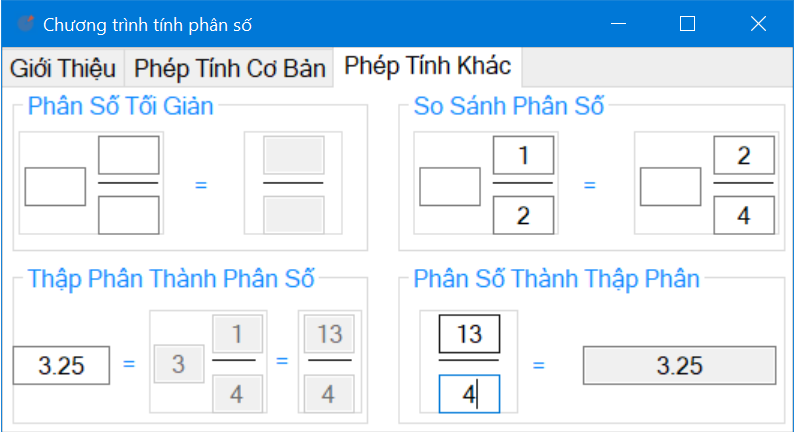 Chương trình tính phân số
Giới Thiệu Phép Tính Cơ Bản Phép Tính Khác
Phân Số Tối Giản
=
So Sánh Phân Số
1
2
=
2
4
Thập Phân Thành Phân Số
3.25 = 3
1
4
=
13
4
Phân Số Thành Thập Phân
13
4
= 3.25